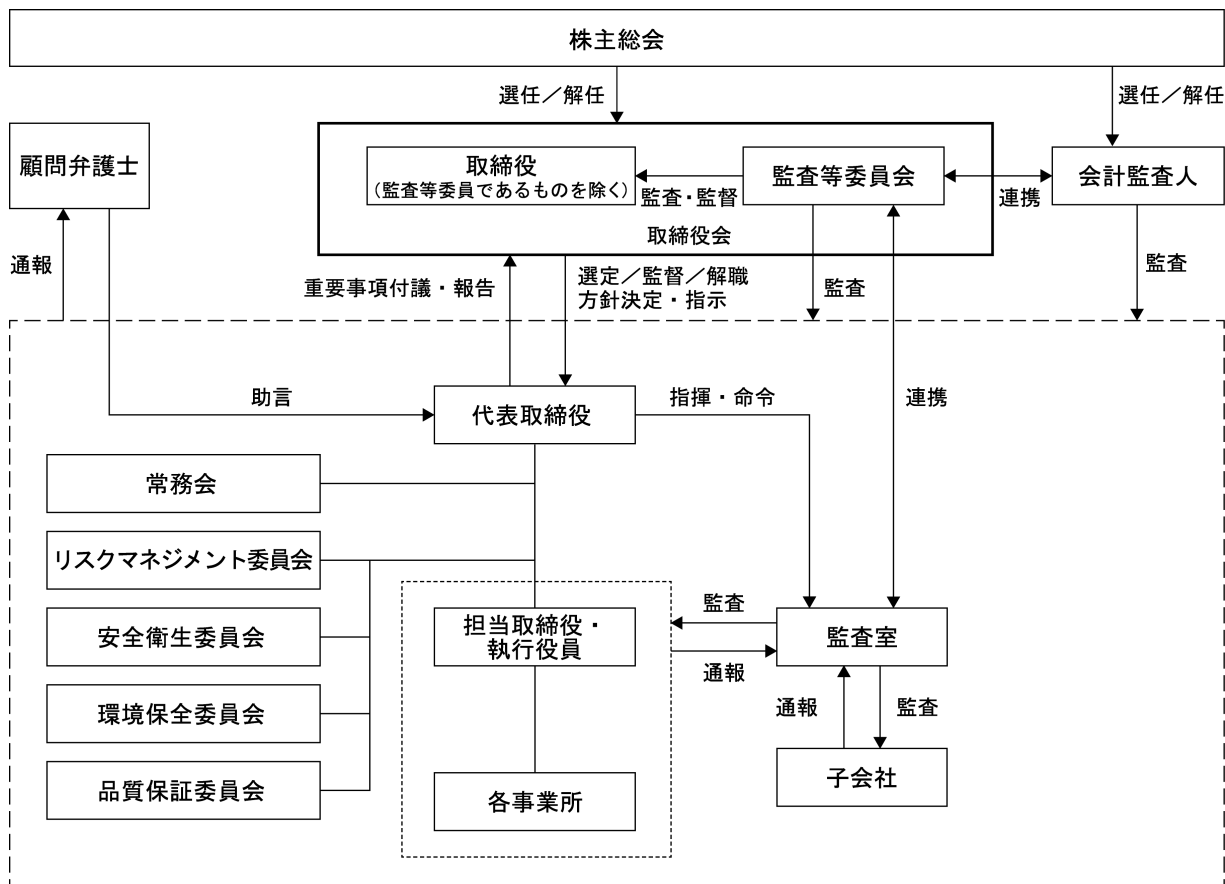 株主総会
選任／解任
選任／解任
顧問弁護士
取締役
（監査等委員であるものを除く）
監査・監督
監査等委員会
連携
会計監査人
取締役会
通報
重要事項付議・報告
選定／監督／解職
方針決定・指示
監査
監査
助言
代表取締役
指揮・命令
連携
常務会
リスクマネジメント委員会
安全衛生委員会
環境保全委員会
品質保証委員会
担当取締役・
執行役員
各事業所
監査
通報
監査室
通報
監査
子会社